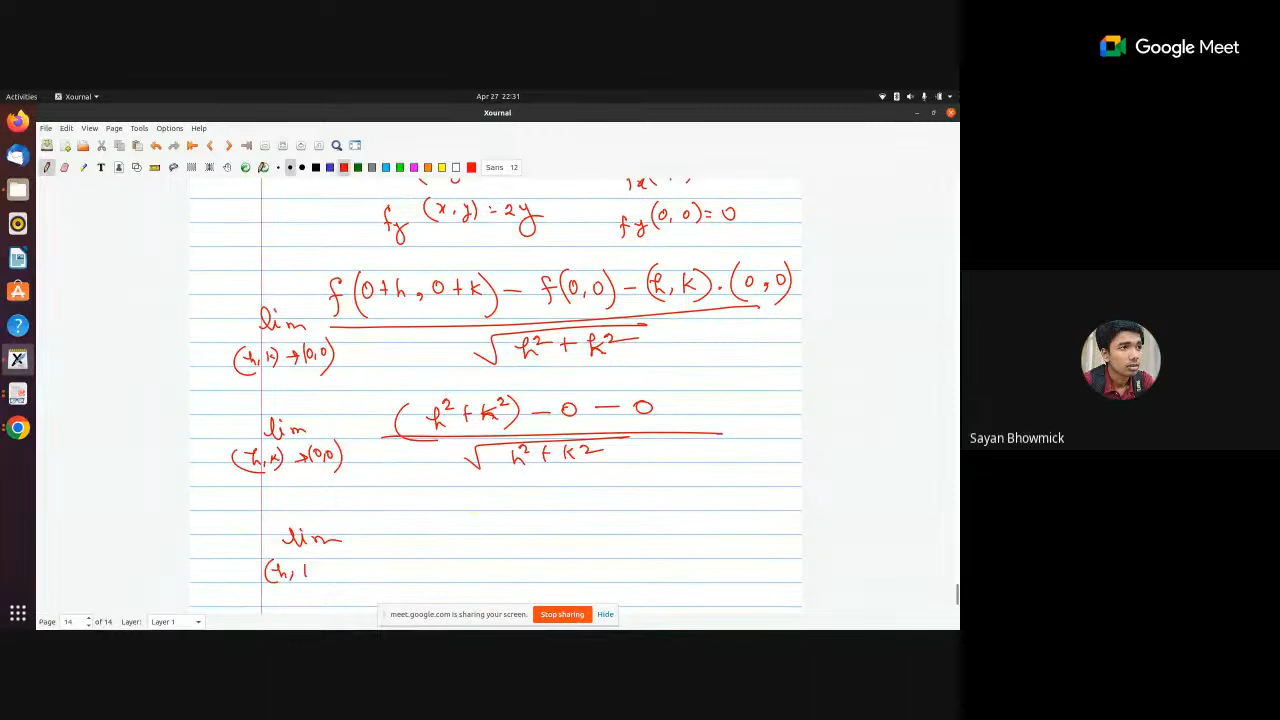 Google Meet
Activities Xournal Apr 27 22:31
Xournal
File Edit View Page Tools Options Help
Sans 12
f_y (x, y) = 2y f_y (0, 0) = 0
lim (h, k) → (0,0) f(0+h, 0+k) - f(0,0) - (h, k) . (0, 0)
√h² + k²
lim (h, k) → (0,0) (h² + k²) - 0 - 0
√h² + k²
lim
(h,
Sayan Bhowmick
meet.google.com is sharing your screen. Stop sharing Hide
Page 14 of 14 Layer: Layer 1